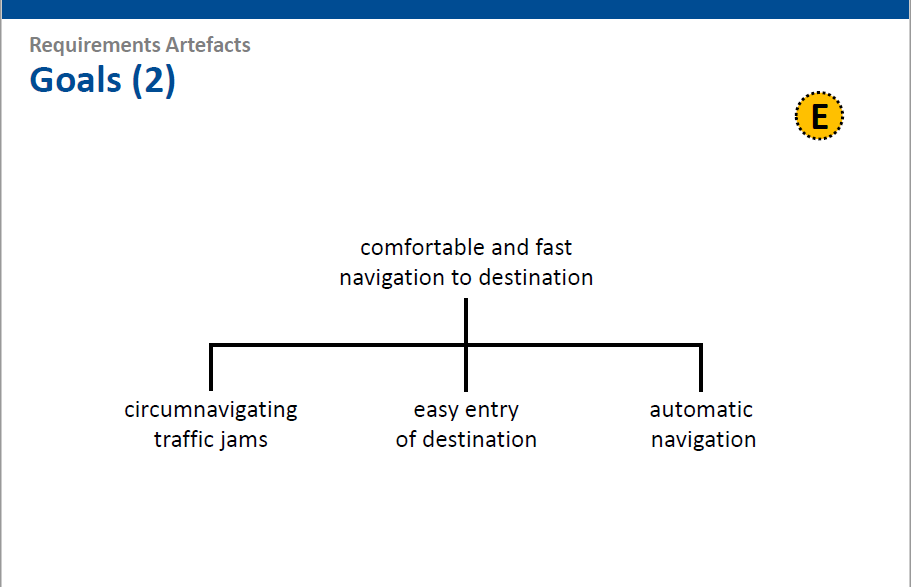 Requirements Artefacts
Goals (2)
E
comfortable and fast
navigation to destination
circumnavigating
traffic jams
easy entry
of destination
automatic
navigation